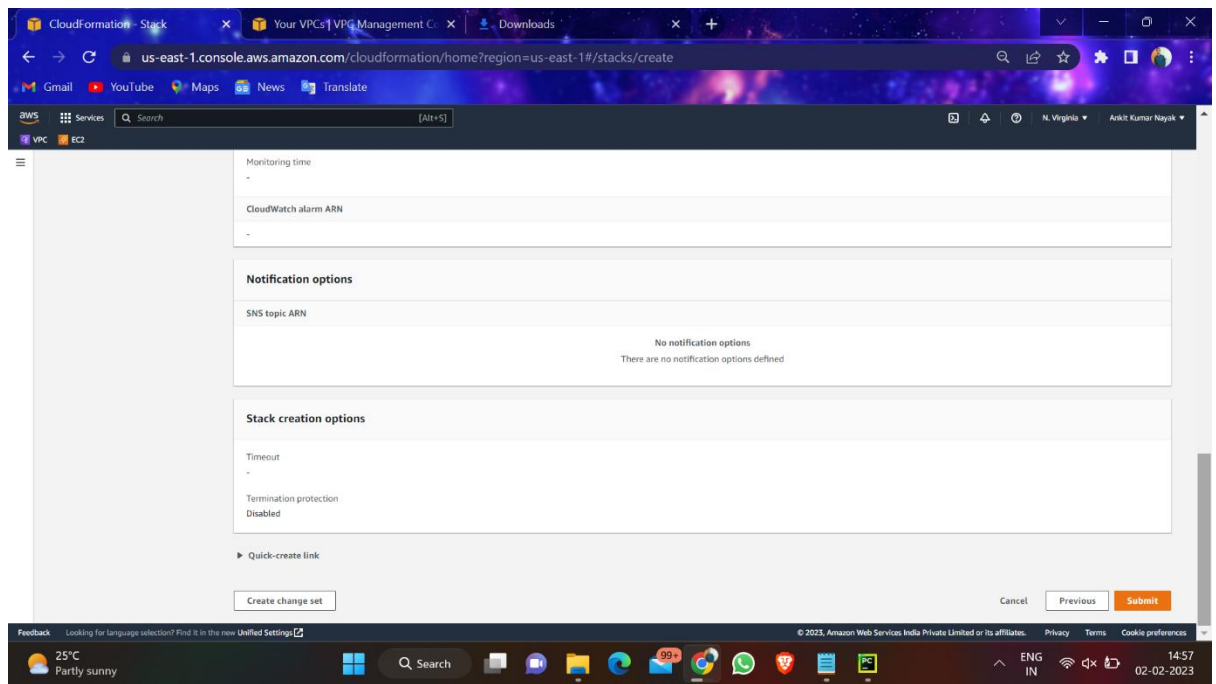 CloudFormation - Stack
Your VPCs | VPC Management Co
Downloads
us-east-1.console.aws.amazon.com/cloudformation/home?region=us-east-1#/stacks/create
Gmail YouTube Maps News Translate
aws Services Search [Alt+S] N. Virginia Ankit Kumar Nayak
VPC EC2
Monitoring time
-
CloudWatch alarm ARN
-
Notification options
SNS topic ARN
No notification options
There are no notification options defined
Stack creation options
Timeout
-
Termination protection
Disabled
Quick-create link
Create change set Cancel Previous Submit
Feedback Looking for language selection? Find it in the new Unified Settings © 2023, Amazon Web Services India Private Limited or its affiliates. Privacy Terms Cookie preferences
25°C
Partly sunny
Search
99+
PC
ENG
IN
14:57
02-02-2023